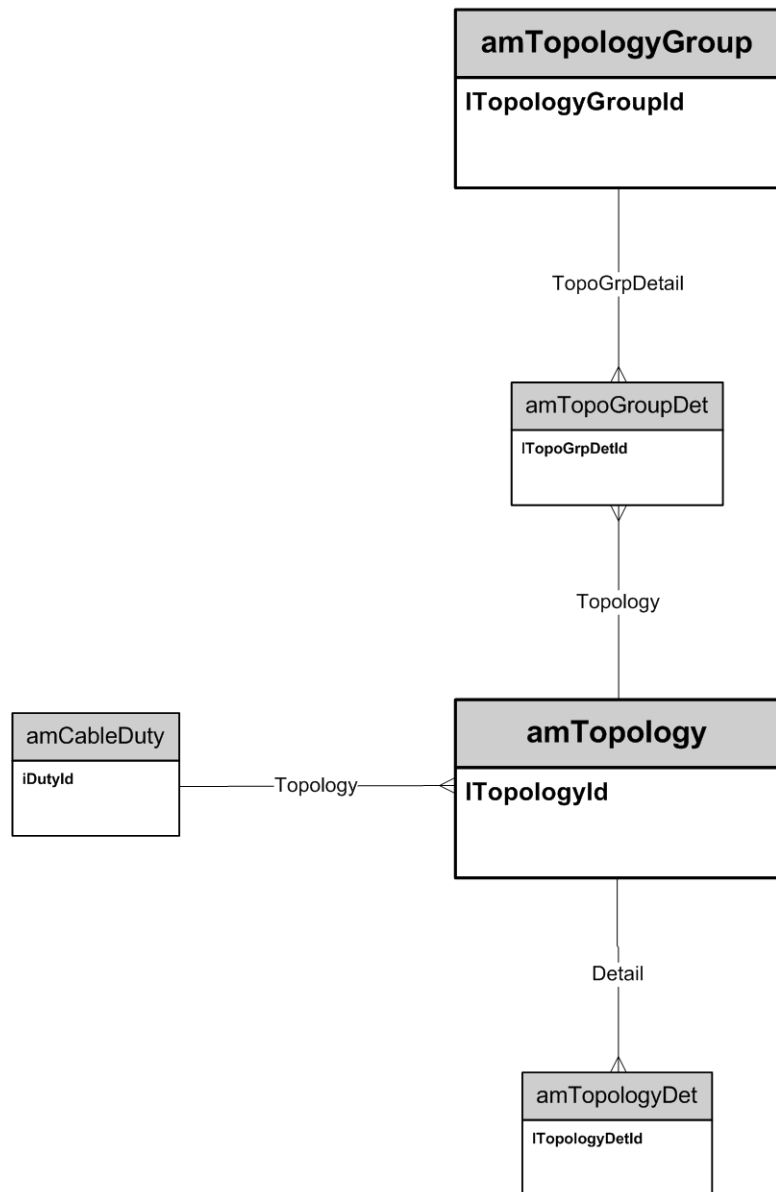 amTopologyGroup
lTopologyGroupId
TopoGrpDetail
amTopoGroupDet
lTopoGrpDetId
Topology
amCableDuty
iDutyId
Topology
amTopology
lTopologyId
Detail
amTopologyDet
lTopologyDetId